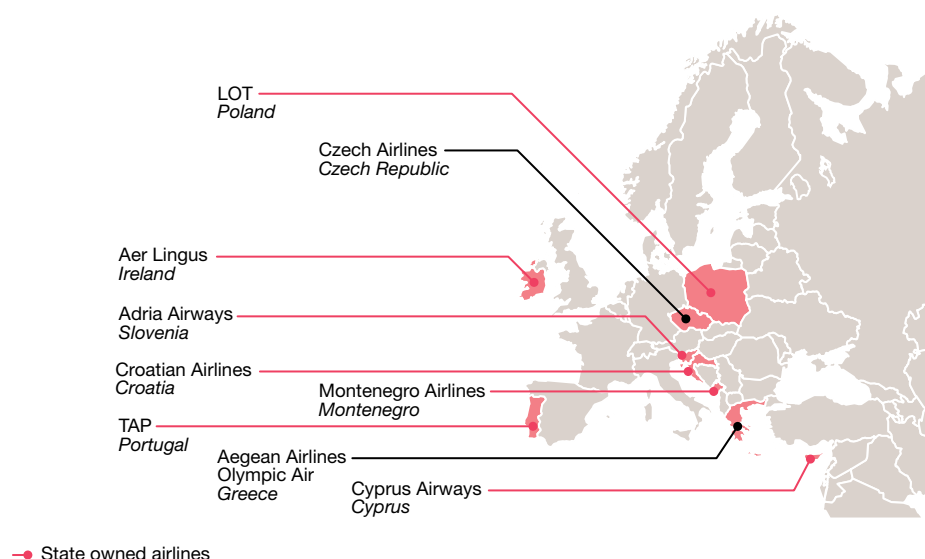 LOT
Poland
Czech Airlines
Czech Republic
Aer Lingus
Ireland
Adria Airways
Slovenia
Croatian Airlines
Croatia
Montenegro Airlines
Montenegro
TAP
Portugal
Aegean Airlines
Olympic Air
Greece
Cyprus Airways
Cyprus
State owned airlines